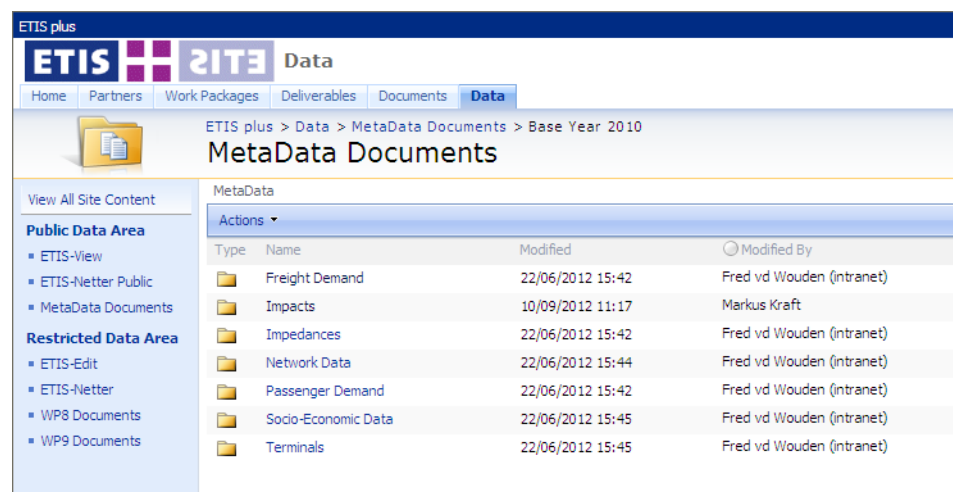 ETIS plus
ETIS ETIS Data
Home Partners Work Packages Deliverables Documents Data
ETIS plus > Data > MetaData Documents > Base Year 2010
MetaData Documents
View All Site Content
Public Data Area
ETIS-View
ETIS-Netter Public
MetaData Documents
Restricted Data Area
ETIS-Edit
ETIS-Netter
WP8 Documents
WP9 Documents
MetaData
Actions
Type Name Modified Modified By
Freight Demand 22/06/2012 15:42 Fred vd Wouden (intranet)
Impacts 10/09/2012 11:17 Markus Kraft
Impedances 22/06/2012 15:42 Fred vd Wouden (intranet)
Network Data 22/06/2012 15:44 Fred vd Wouden (intranet)
Passenger Demand 22/06/2012 15:42 Fred vd Wouden (intranet)
Socio-Economic Data 22/06/2012 15:45 Fred vd Wouden (intranet)
Terminals 22/06/2012 15:45 Fred vd Wouden (intranet)